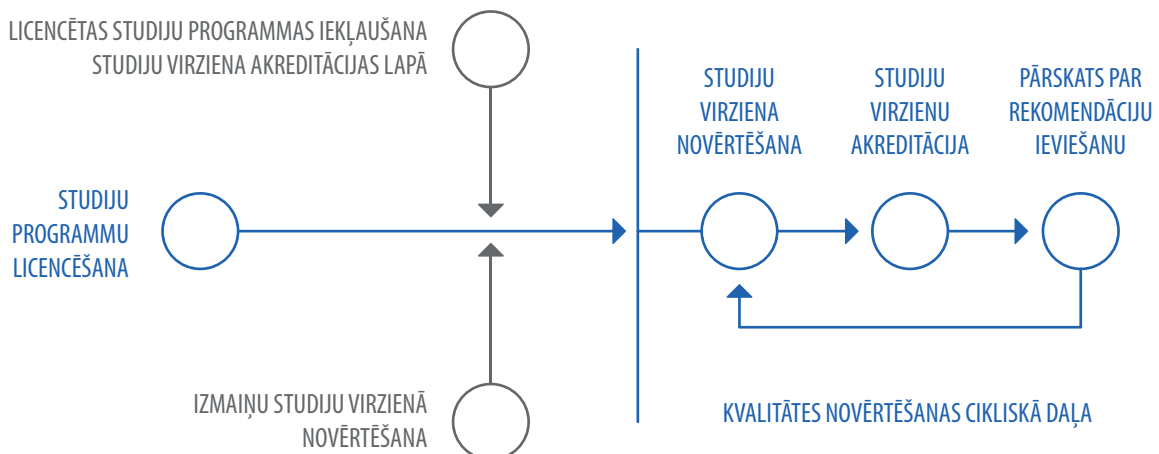 LICENCĒTAS STUDIJU PROGRAMMAS IEKĻAUŠANA
STUDIJU VIRZIENA AKREDITĀCIJAS LAPĀ
STUDIJU
PROGRAMMU
LICENCĒŠANA
IZMAIŅU STUDIJU VIRZIENĀ
NOVĒRTĒŠANA
STUDIJU
VIRZIENA
NOVĒRTĒŠANA
STUDIJU
VIRZIENU
AKREDITĀCIJA
PĀRSKATS PAR
REKOMENDĀCIJU
IEVIEŠANU
KVALITĀTES NOVĒRTĒŠANAS CIKLISKĀ DAĻA